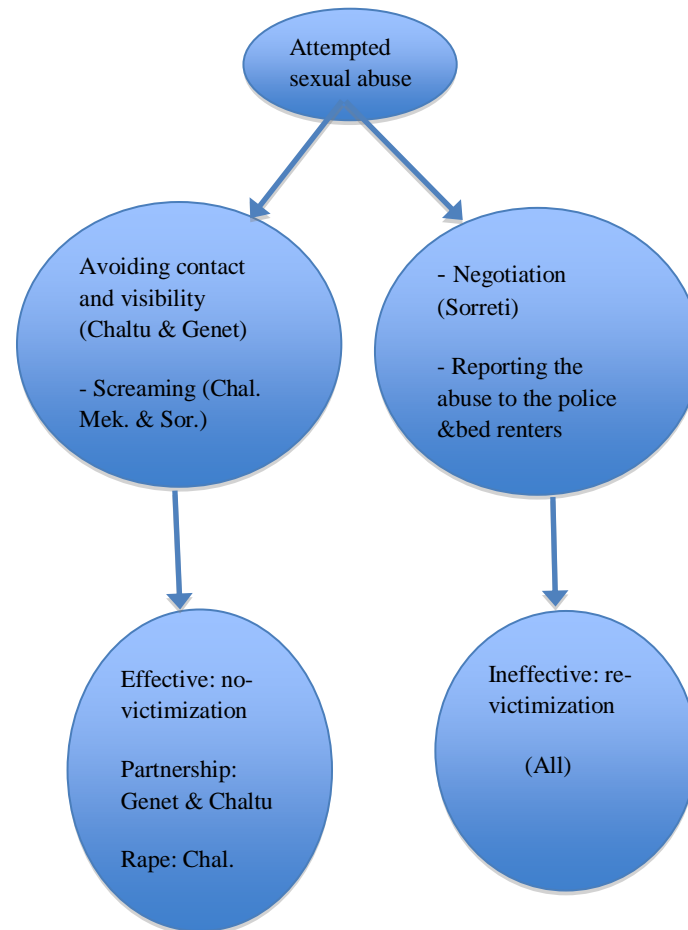 Attempted
sexual abuse
Avoiding contact
and visibility
(Chaltu & Genet)
- Screaming (Chal.
Mek. & Sor.)
- Negotiation
(Sorreti)
- Reporting the
abuse to the police
&bed renters
Effective: no-
victimization
Partnership:
Genet & Chaltu
Rape: Chal.
Ineffective: re-
victimization
(All)